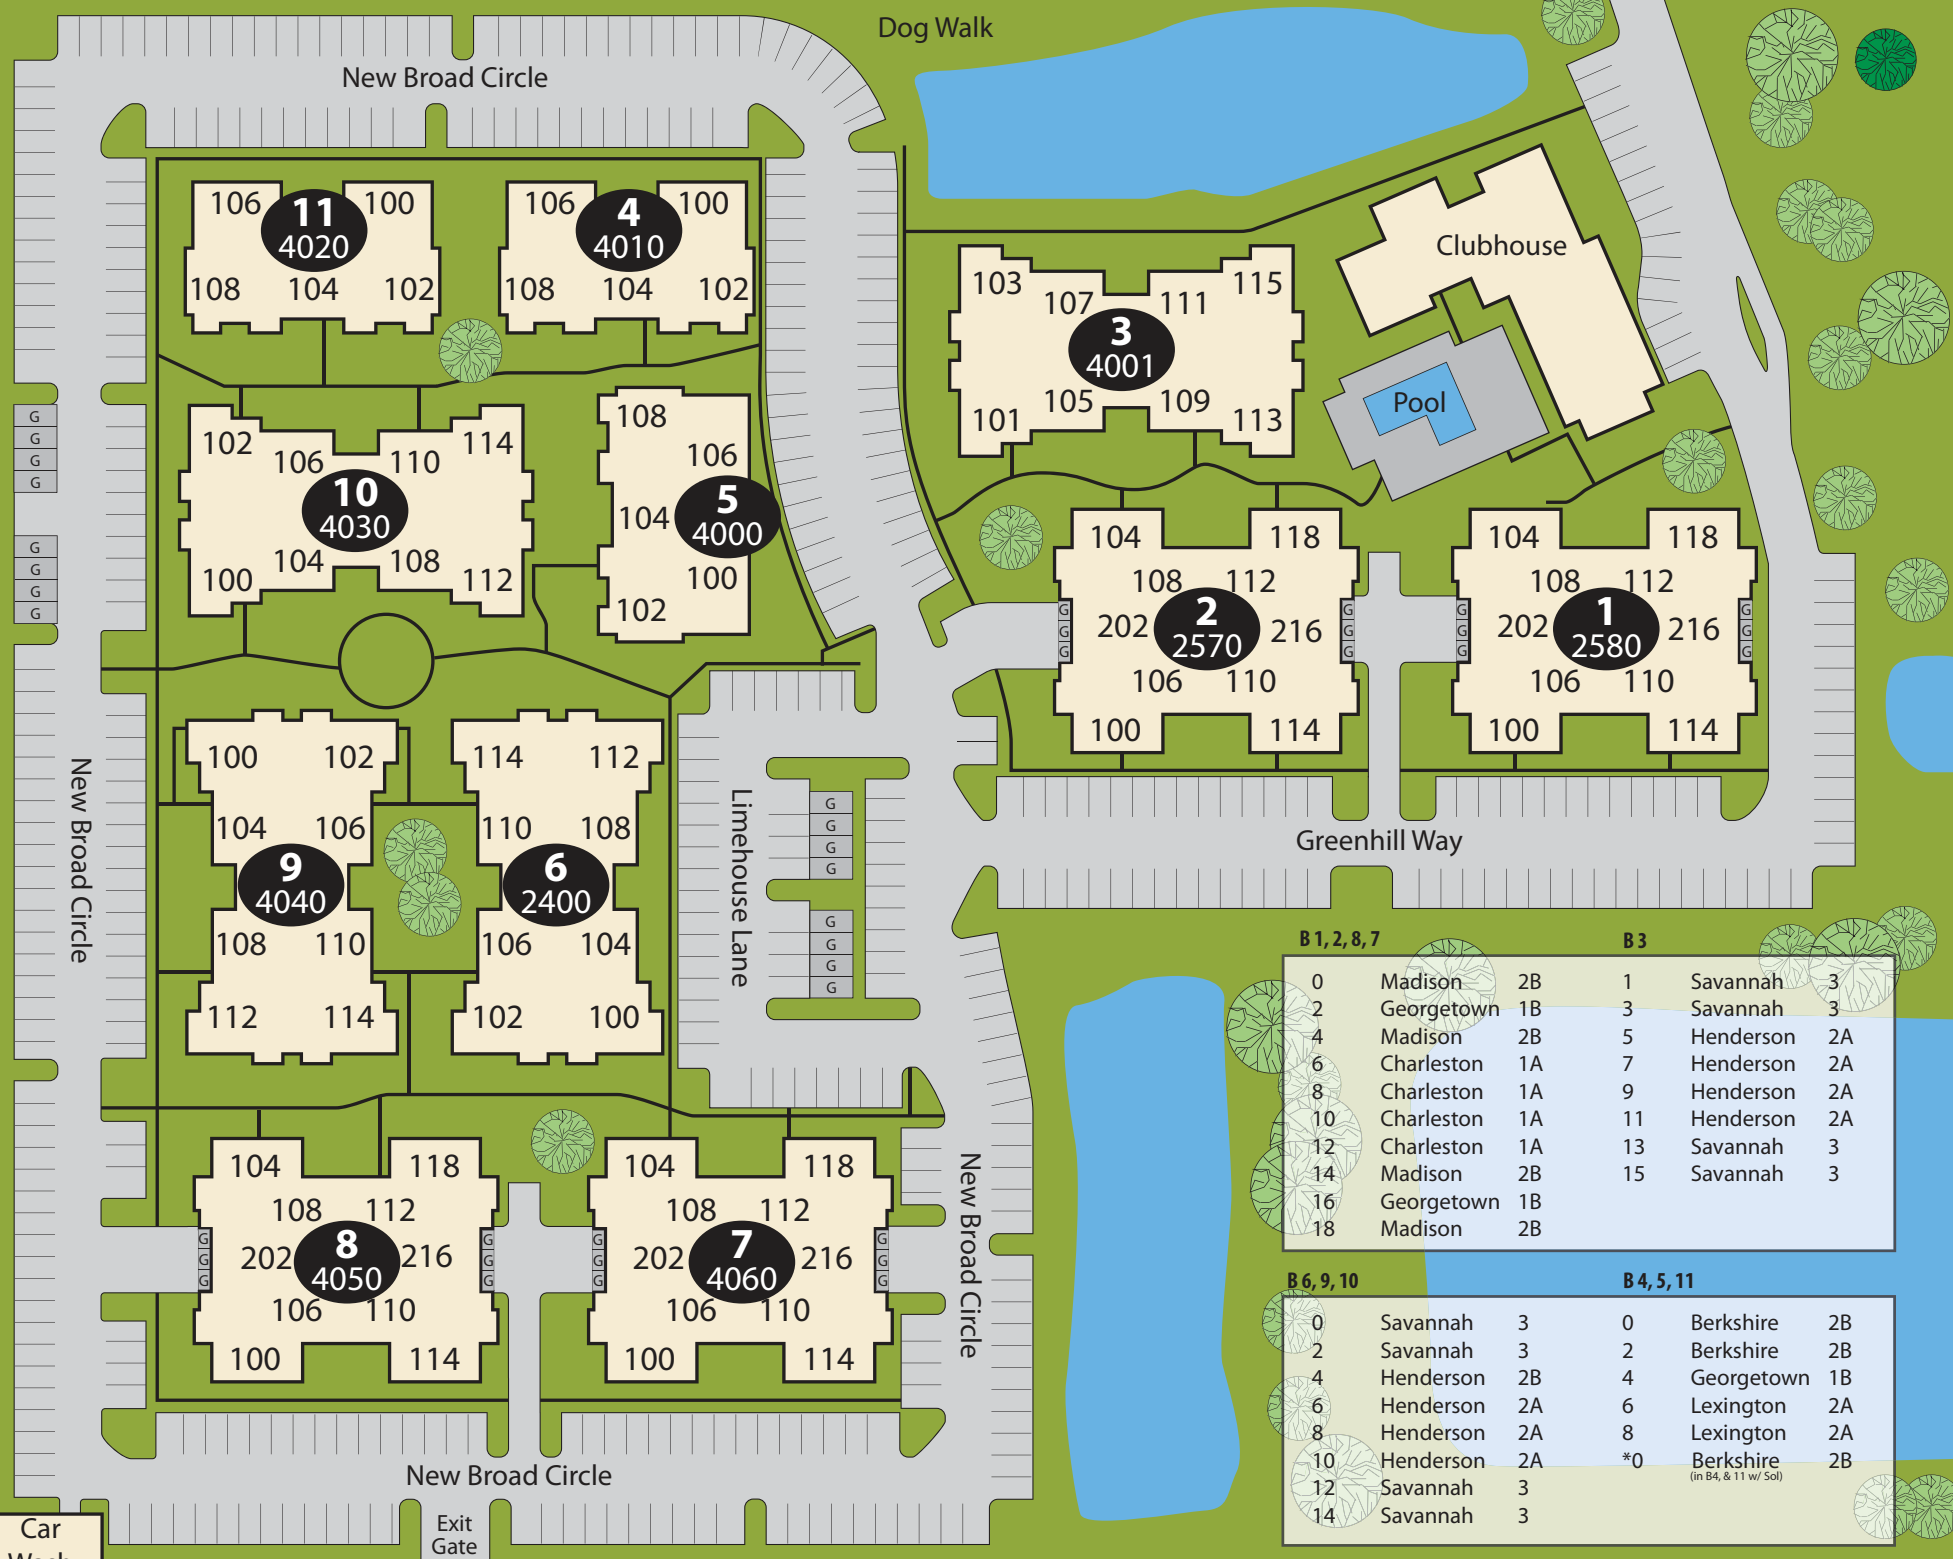 Dog Walk
New Broad Circle
106
11
4020
100
108
104
102
106
4
4010
100
108
104
102
103
107
111
115
3
4001
101
105
109
113
Clubhouse
Pool
G
G
G
G
G
G
G
G
102
106
110
114
10
4030
100
104
108
112
108
106
104
5
4000
100
102
104
118
108
112
G
G
G
202
2
2570
216
G
G
G
106
110
100
114
104
118
108
112
G
G
G
202
1
2580
216
G
G
G
106
110
100
114
New Broad Circle
100
102
104
106
9
4040
108
110
112
114
114
112
110
108
6
2400
106
104
102
100
Limehouse Lane
G
G
G
G
G
G
G
G
Greenhill Way
104
118
108
112
G
G
G
202
8
4050
216
G
G
G
106
110
100
114
104
118
108
112
G
G
G
202
7
4060
216
G
G
G
106
110
100
114
New Broad Circle
New Broad Circle
Exit
Gate
Car
Wash
B 1, 2, 8, 7
B 3
0 Madison 2B 1 Savannah 3
2 Georgetown 1B 3 Savannah 3
4 Madison 2B 5 Henderson 2A
6 Charleston 1A 7 Henderson 2A
8 Charleston 1A 9 Henderson 2A
10 Charleston 1A 11 Henderson 2A
12 Charleston 1A 13 Savannah 3
14 Madison 2B 15 Savannah 3
16 Georgetown 1B
18 Madison 2B
B 6, 9, 10
B 4, 5, 11
0 Savannah 3 0 Berkshire 2B
2 Savannah 3 2 Berkshire 2B
4 Henderson 2B 4 Georgetown 1B
6 Henderson 2A 6 Lexington 2A
8 Henderson 2A 8 Lexington 2A
10 Henderson 2A *0 Berkshire 2B
(in B4, & 11 w/ Sol)
12 Savannah 3
14 Savannah 3